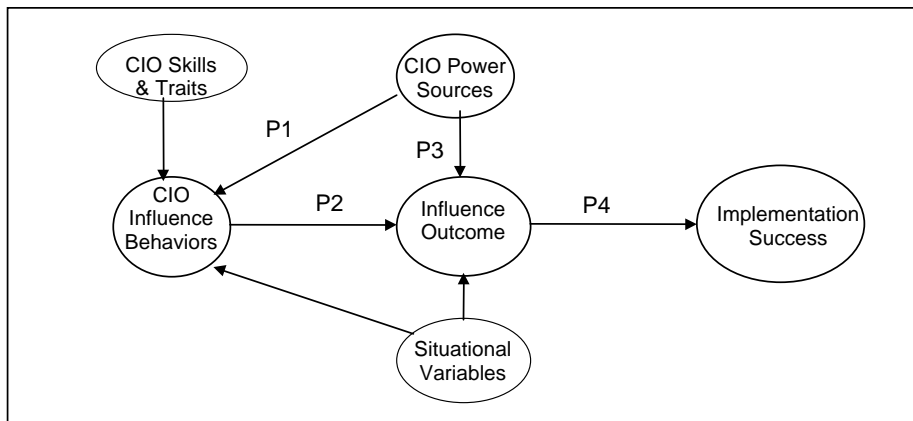 CIO Skills
& Traits
CIO Power
Sources
P1
P3
CIO
Influence
Behaviors
P2
Influence
Outcome
P4
Implementation
Success
Situational
Variables